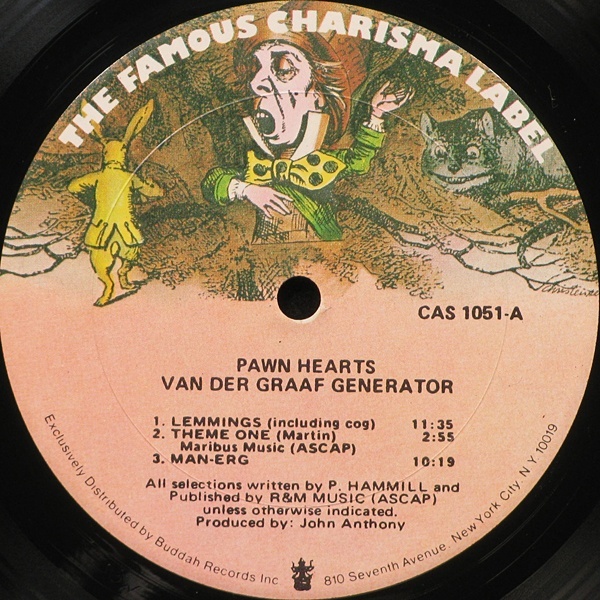 THE FAMOUS CHARISMA LABEL
CAS 1051-A
PAWN HEARTS
VAN DER GRAAF GENERATOR
1. LEMMINGS (including cog) 11:35
2. THEME ONE (Martin) 2:55
Maribus Music (ASCAP)
3. MAN-ERG 10:19
All selections written by P. HAMMILL and
Published by R&M MUSIC (ASCAP)
unless otherwise indicated.
Produced by: John Anthony
Exclusively Distributed by Buddah Records Inc 810 Seventh Avenue, New York City, N Y 10019